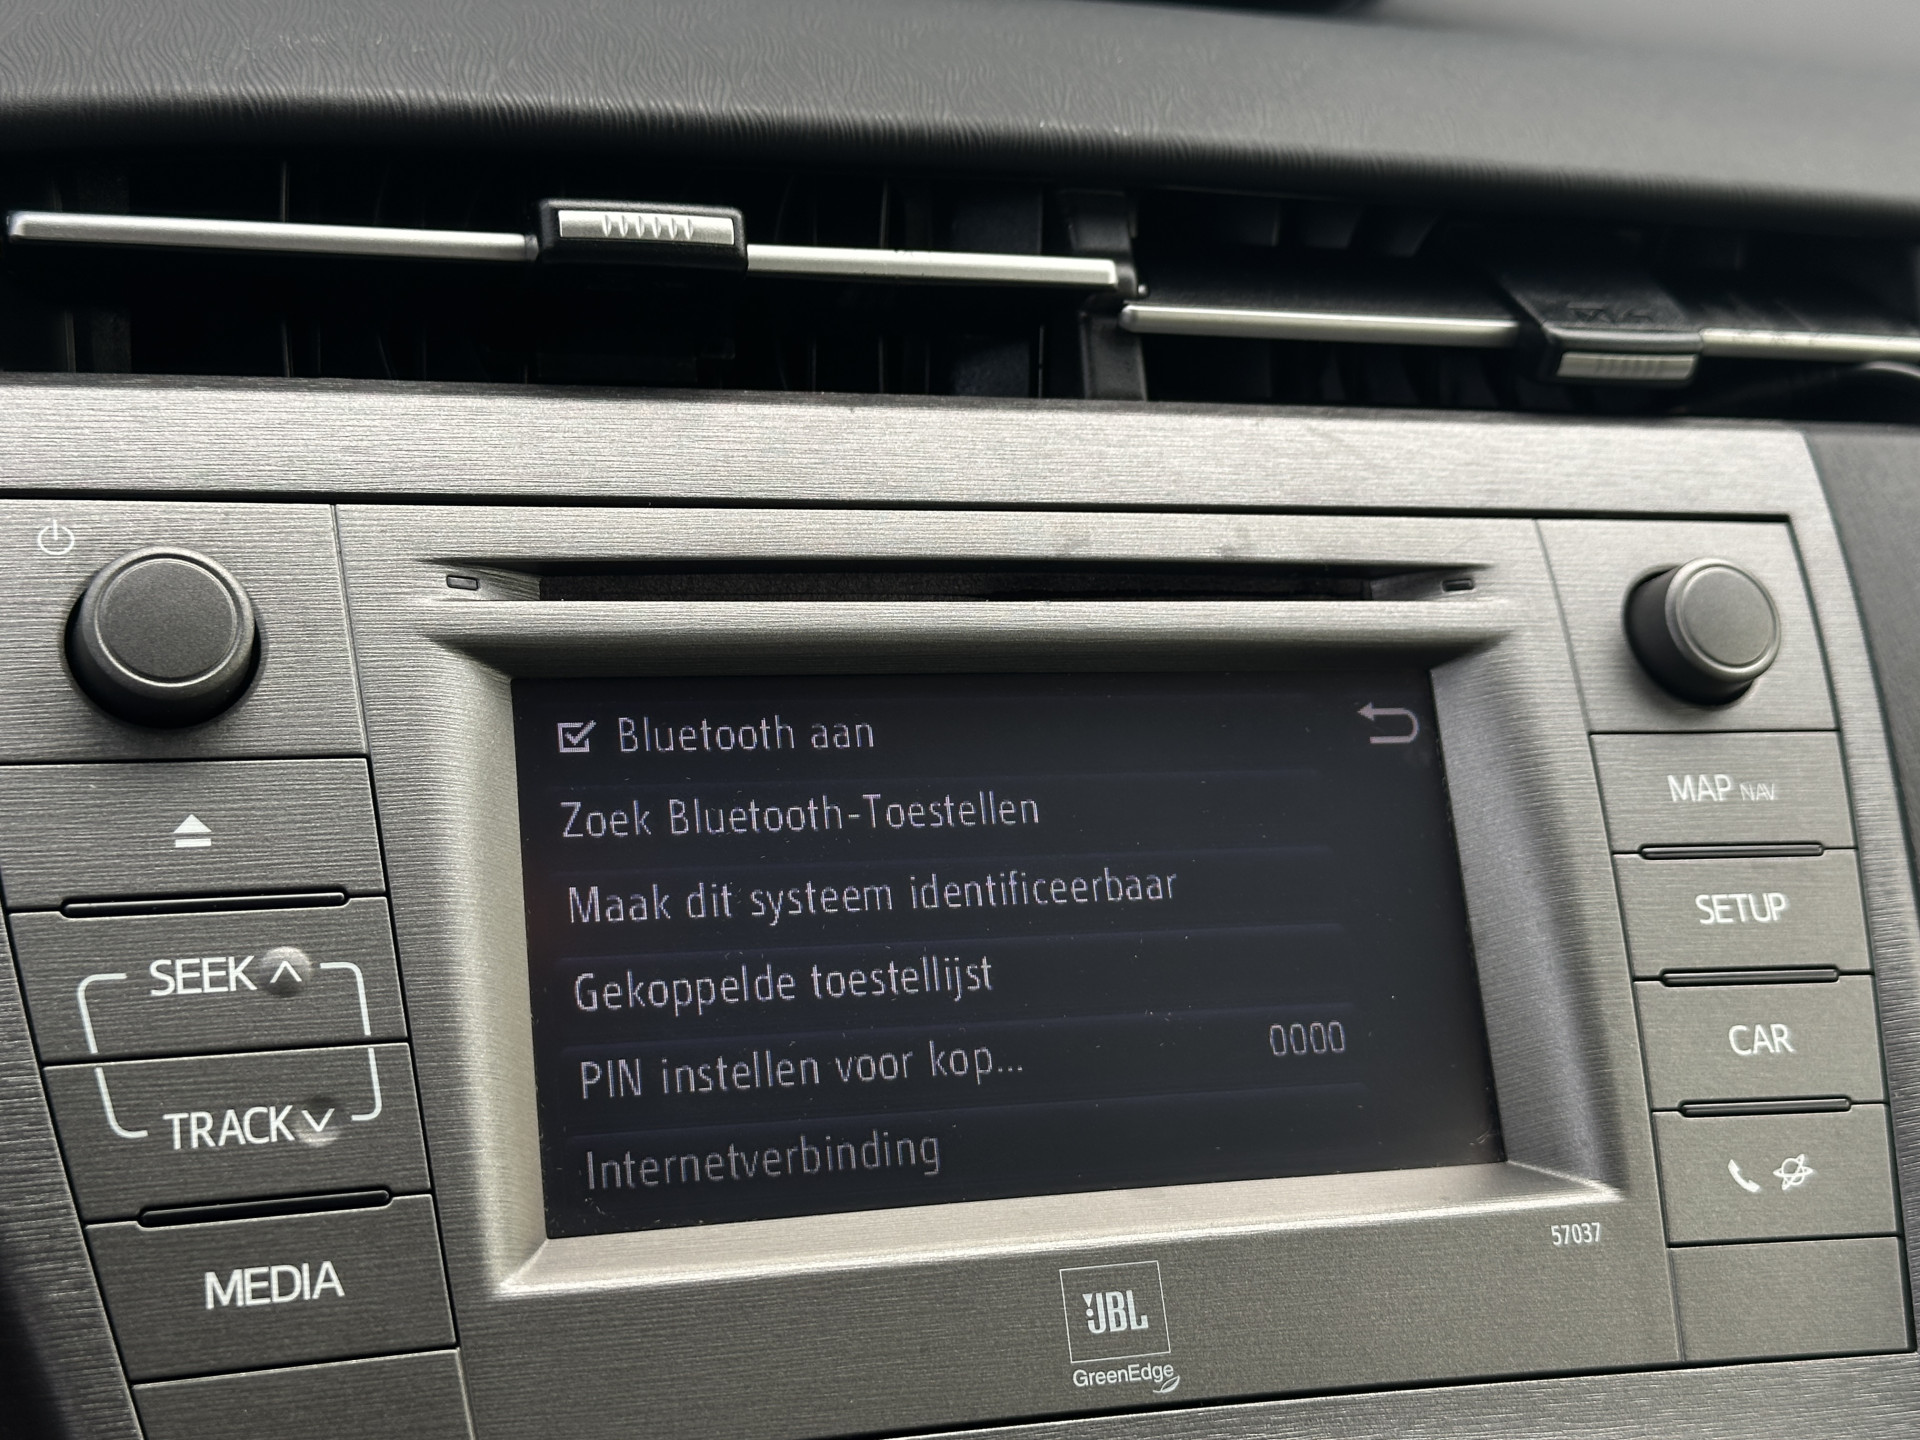 Bluetooth aan
Zoek Bluetooth-Toestellen
Maak dit systeem identificeerbaar
Gekoppelde toestellijst
PIN instellen voor kop... 0000
Internetverbinding
SEEK
TRACK
MEDIA
MAP NAV
SETUP
CAR
57037
JBL
GreenEdge